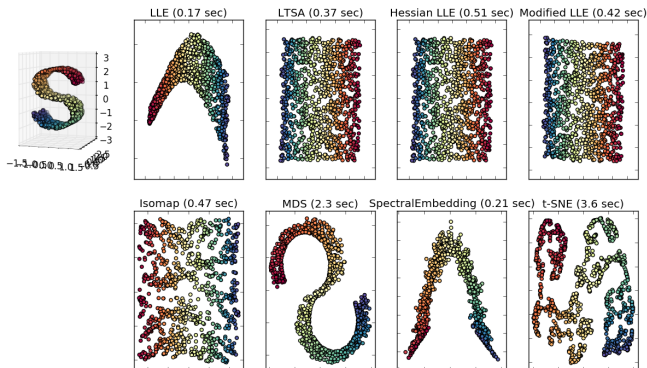 LLE (0.17 sec)
LTSA (0.37 sec)
Hessian LLE (0.51 sec)
Modified LLE (0.42 sec)
3
2
1
0
−1
−2
−3
Isomap (0.47 sec)
MDS (2.3 sec)
SpectralEmbedding (0.21 sec)
t-SNE (3.6 sec)